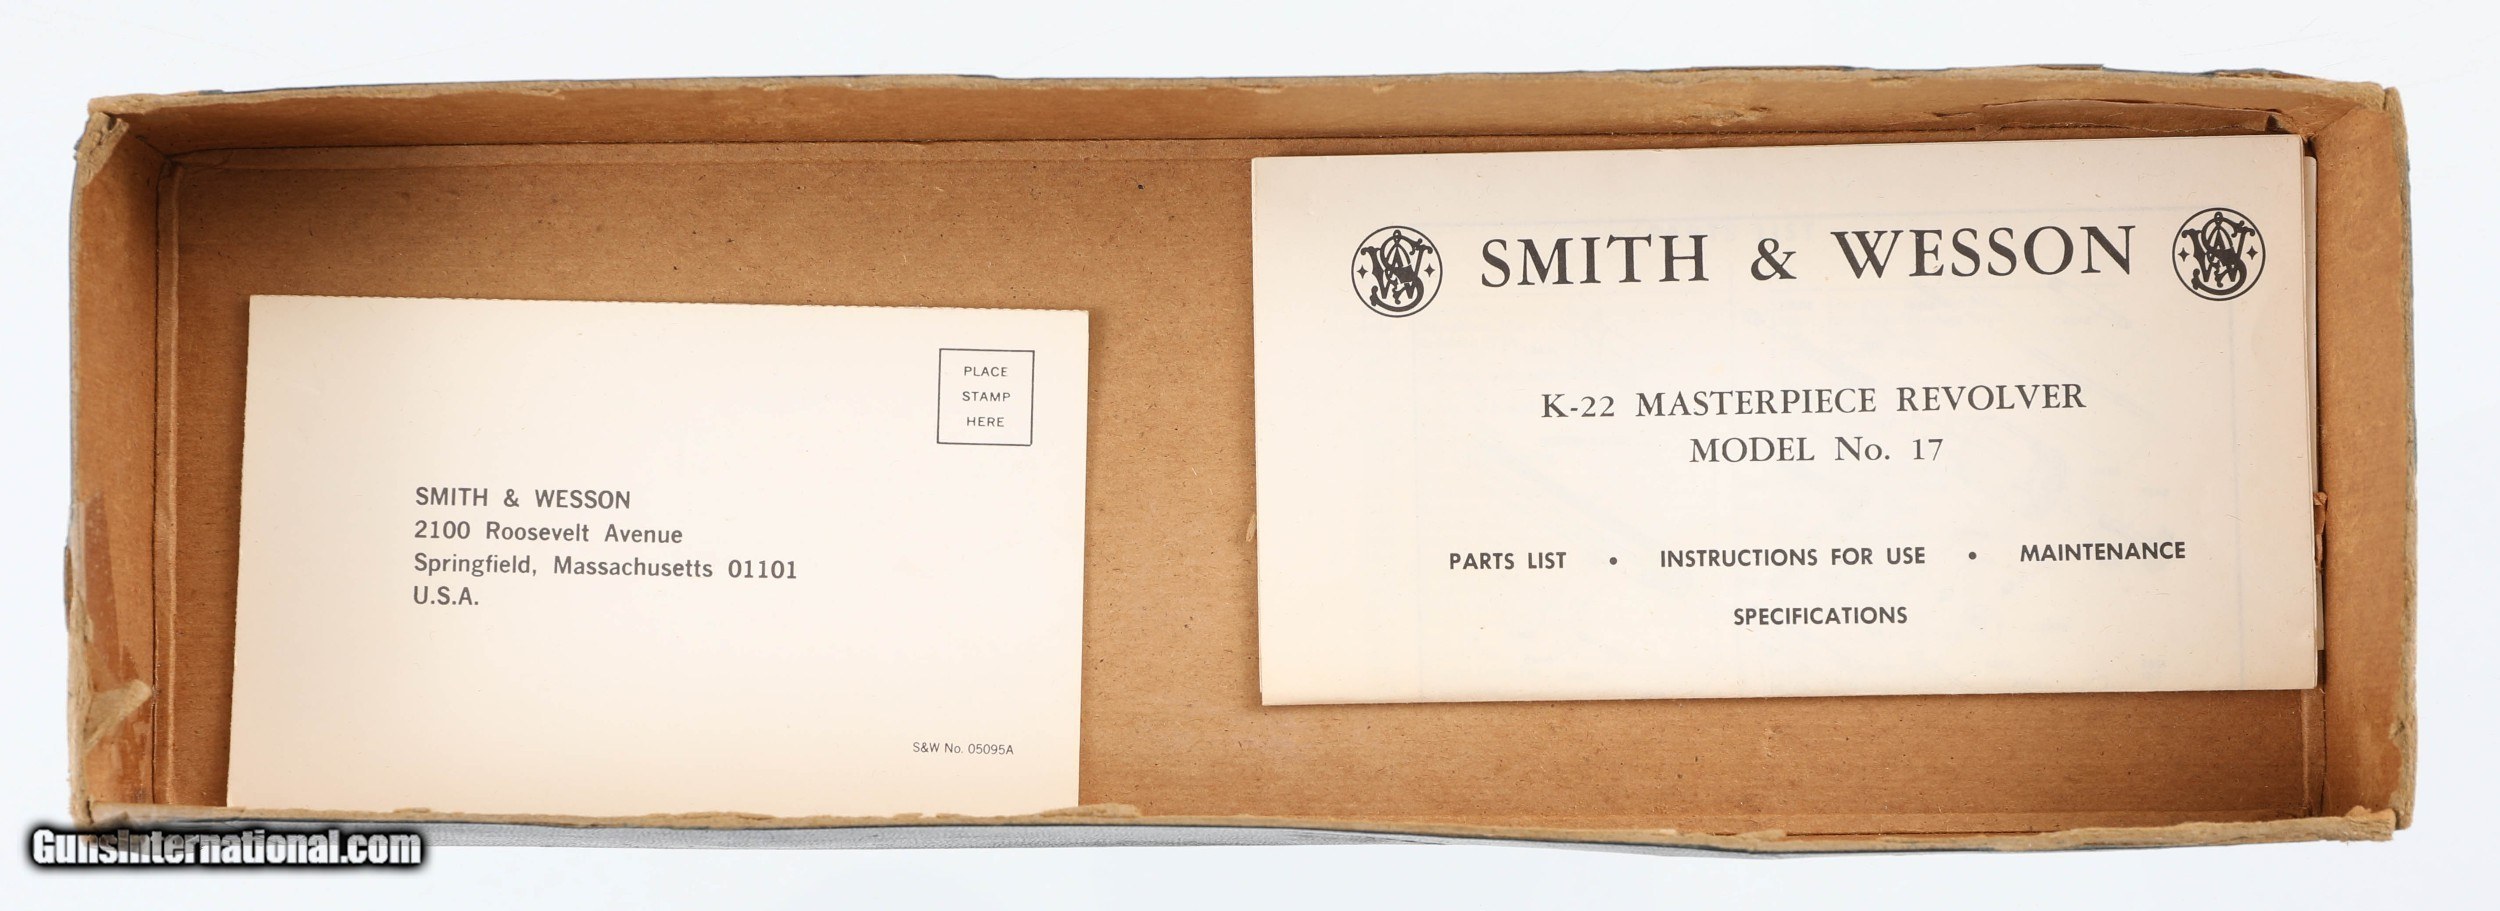 PLACE
STAMP
HERE
SMITH & WESSON
2100 Roosevelt Avenue
Springfield, Massachusetts 01101
U.S.A.
S&W No. 05095A
SMITH & WESSON
K-22 MASTERPIECE REVOLVER
MODEL No. 17
PARTS LIST • INSTRUCTIONS FOR USE • MAINTENANCE
SPECIFICATIONS
GunsInternational.com